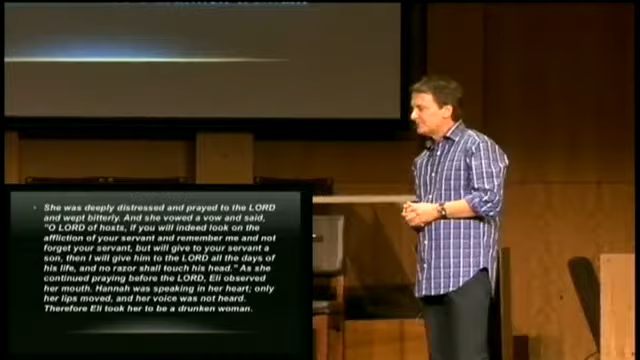 She was deeply distressed and prayed to the LORD
and wept bitterly. And she vowed a vow and said,
"O LORD of hosts, if you will indeed look on the
affliction of your servant and remember me and not
forget your servant, but will give to your servant a
son, then I will give him to the LORD all the days of
his life, and no razor shall touch his head." As she
continued praying before the LORD, Eli observed
her mouth. Hannah was speaking in her heart; only
her lips moved, and her voice was not heard.
Therefore Eli took her to be a drunken woman.